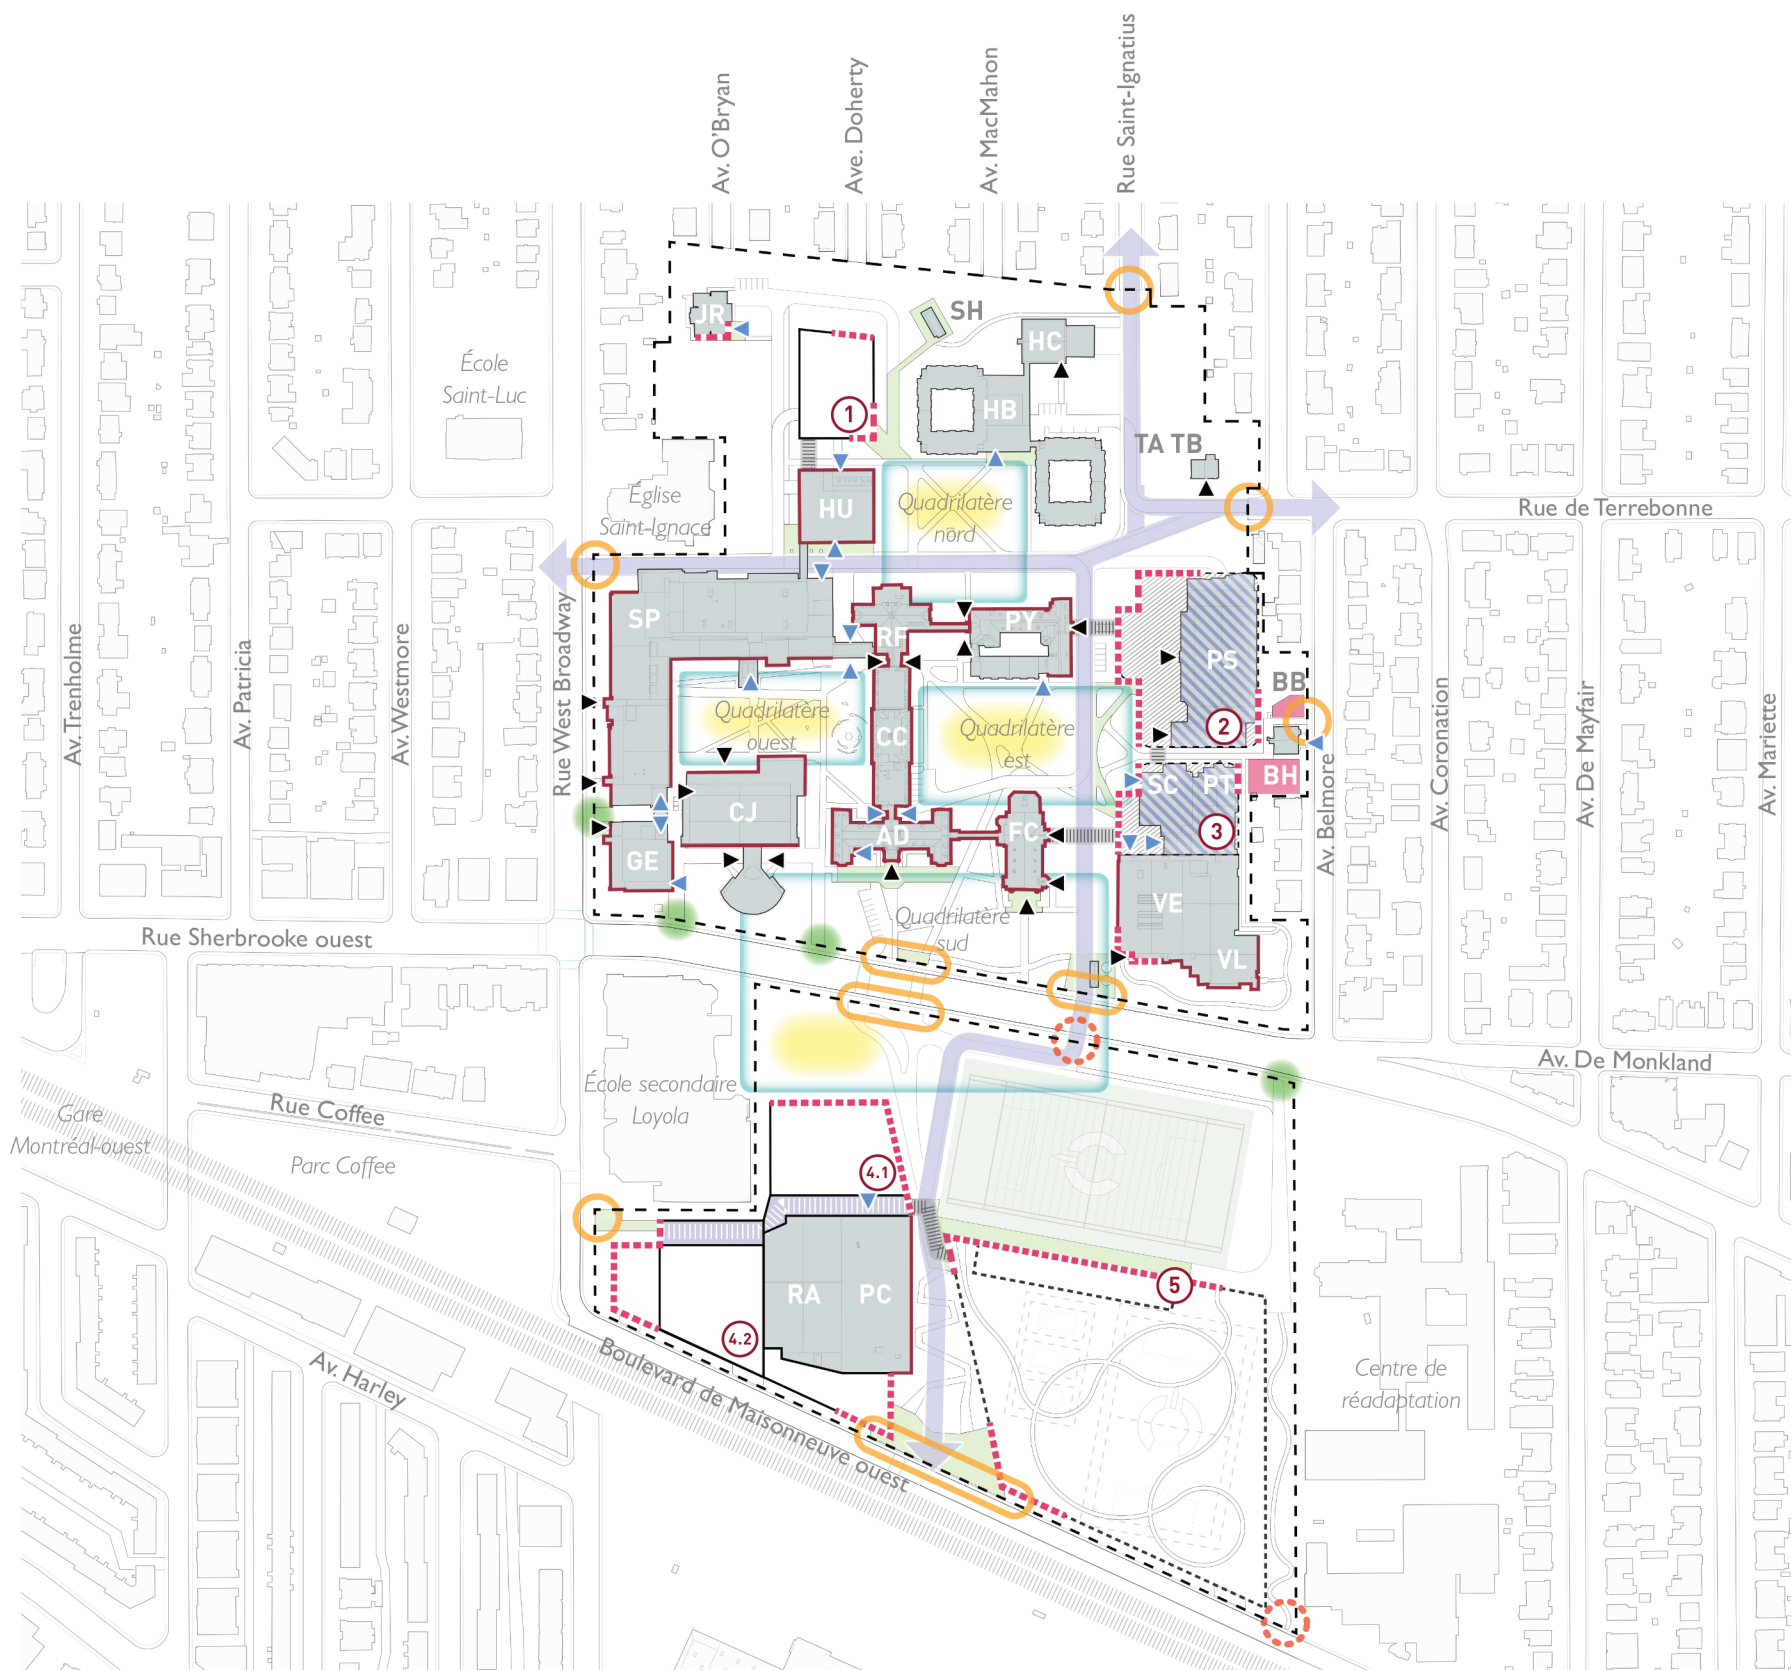 Av. O'Bryan
Ave. Doherty
Av. MacMahon
Rue Saint-Ignatius
JR
SH
HC
École
Saint-Luc
1
HB
TA TB
Église
Saint-Ignace
HU
Quadrilatère
nord
Rue de Terrebonne
SP
RF
PY
PS
BB
Av. Trenholme
Av. Patricia
Av. Westmore
Rue West Broadway
Quadrilatère
ouest
CC
Quadrilatère
est
2
Av. Coronation
Av. De Mayfair
Av. Mariette
SC
PT
BH
CJ
AD
FC
3
Av. Belmore
GE
VE
Quadrilatère
sud
VL
Rue Sherbrooke ouest
Av. De Monkland
École secondaire
Loyola
Rue Coffee
Gare
Montréal-ouest
Parc Coffee
4.1
C
RA
PC
5
4.2
Boulevard de Maisonneuve ouest
Av. Harley
Centre de
réadaptation